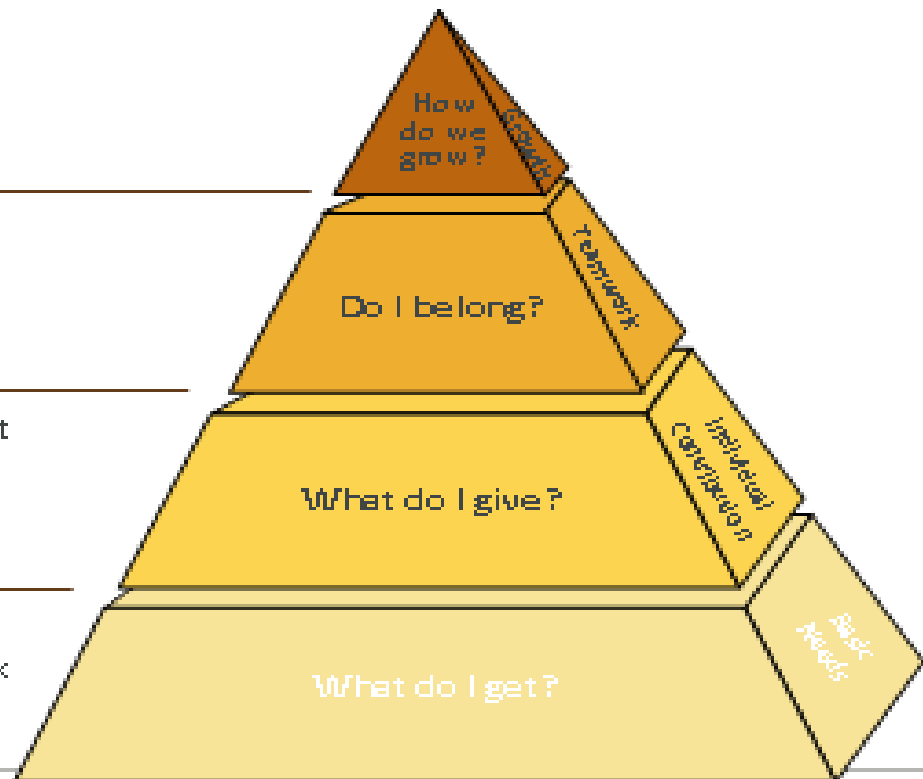 How
do we
grow?
Growth
Do I belong?
Teamwork
t
What do I give?
Individual
Contribution
What do I get?
Basic
Needs